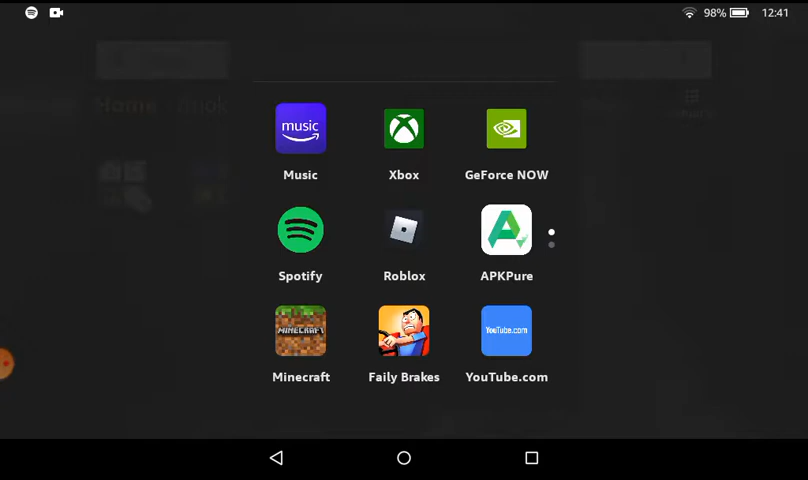 98% 12:41
Home
music
Music
Xbox
GeForce NOW
Spotify
Roblox
APKPure
MINECRAFT
YouTube.com
Minecraft
Faily Brakes
YouTube.com